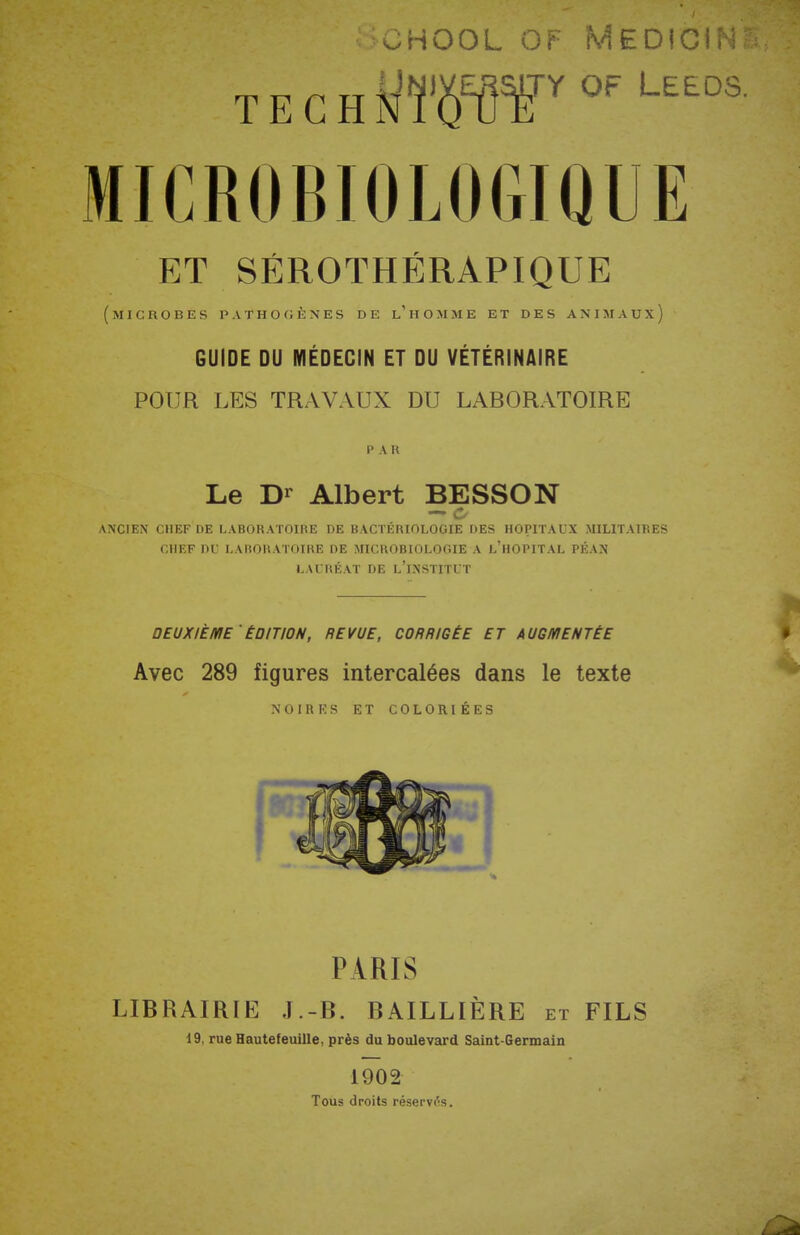 SCHOOL OF MEDICINE,
UNIVERSITY OF LEEDS.
TECHNIQUE
MICROBIOLOGIQUE
ET SÉROTHÉRAPIQUE
(MICROBES PATHOGÈNES DE L'HOMME ET DES ANIMAUX)
GUIDE DU MÉDECIN ET DU VÉTÉRINAIRE
POUR LES TRAVAUX DU LABORATOIRE
PAR
Le Dr Albert BESSON
ANCIEN CHEF DE LABORATOIRE DE BACTÉRIOLOGIE DES HOPITAUX MILITAIRES
CHEF DU LABORATOIRE DE MICROBIOLOGIE A L'HOPITAL PÉAN
LAURÉAT DE L'INSTITUT
DEUXIÈME ÉDITION, REVUE, CORRIGÉE ET AUGMENTÉE
Avec 289 figures intercalées dans le texte
NOIRES ET COLORIÉES
PARIS
LIBRAIRIE J.-B. BAILLIÈRE ET FILS
19, rue Hautefeuille, près du boulevard Saint-Germain
1902
Tous droits réservés.